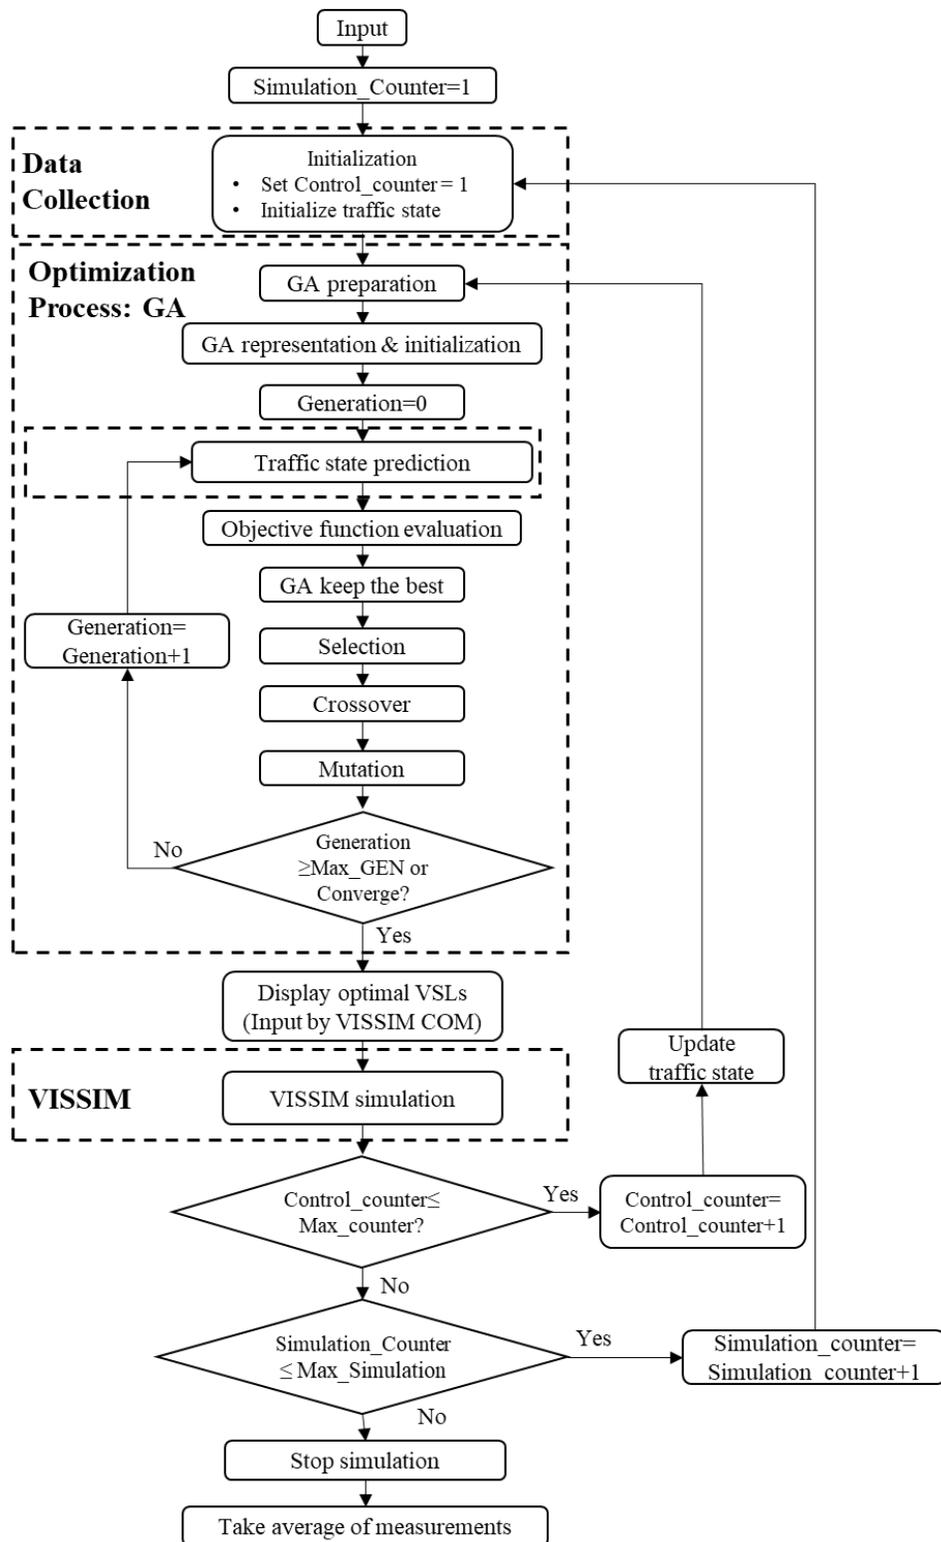 Input
Simulation_Counter=1
Data
Collection
Initialization
• Set Control_counter = 1
• Initialize traffic state
Optimization
Process: GA
GA preparation
GA representation & initialization
Generation=0
Traffic state prediction
Objective function evaluation
GA keep the best
Generation=
Generation+1
Selection
Crossover
Mutation
No
Generation
≥Max_GEN or
Converge?
Yes
Display optimal VSLs
(Input by VISSIM COM)
Update
traffic state
VISSIM
VISSIM simulation
Control_counter≤
Max_counter?
Yes
Control_counter=
Control_counter+1
No
Simulation_Counter
≤ Max_Simulation
Yes
Simulation_counter=
Simulation_counter+1
No
Stop simulation
Take average of measurements